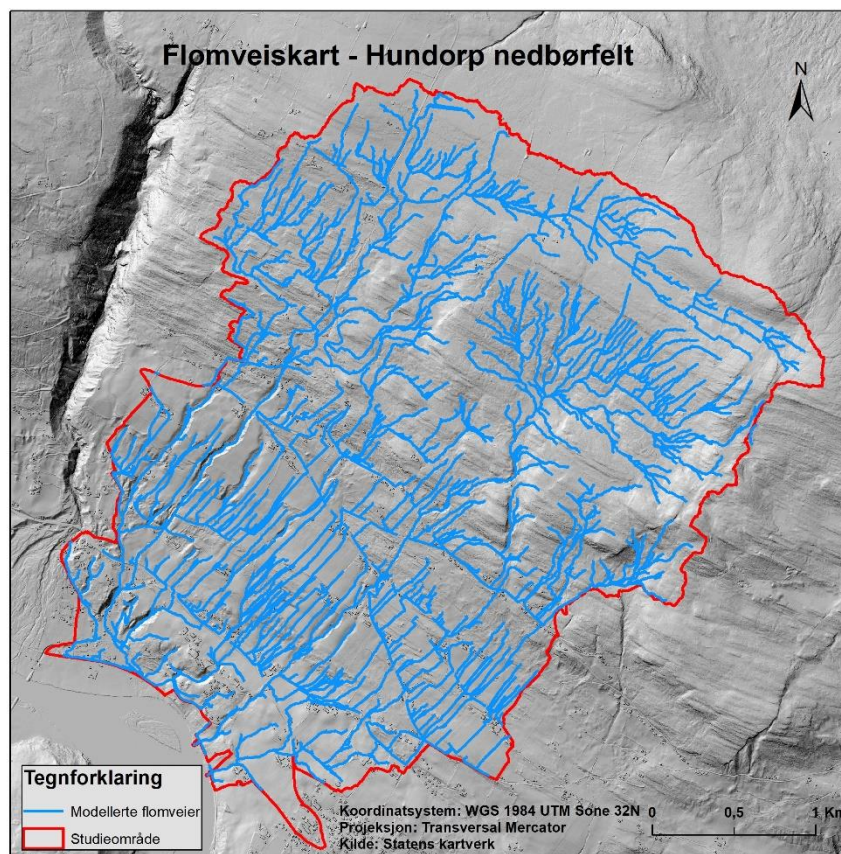 Flomveiskart - Hundorp nedbørfelt
N
Tegnforklaring
Modellerte flomveier
Studieområde
Koordinatsystem: WGS 1984 UTM Sone 32N
Projeksjon: Transversal Mercator
Kilde: Statens kartverk
0 0,5 1 Km